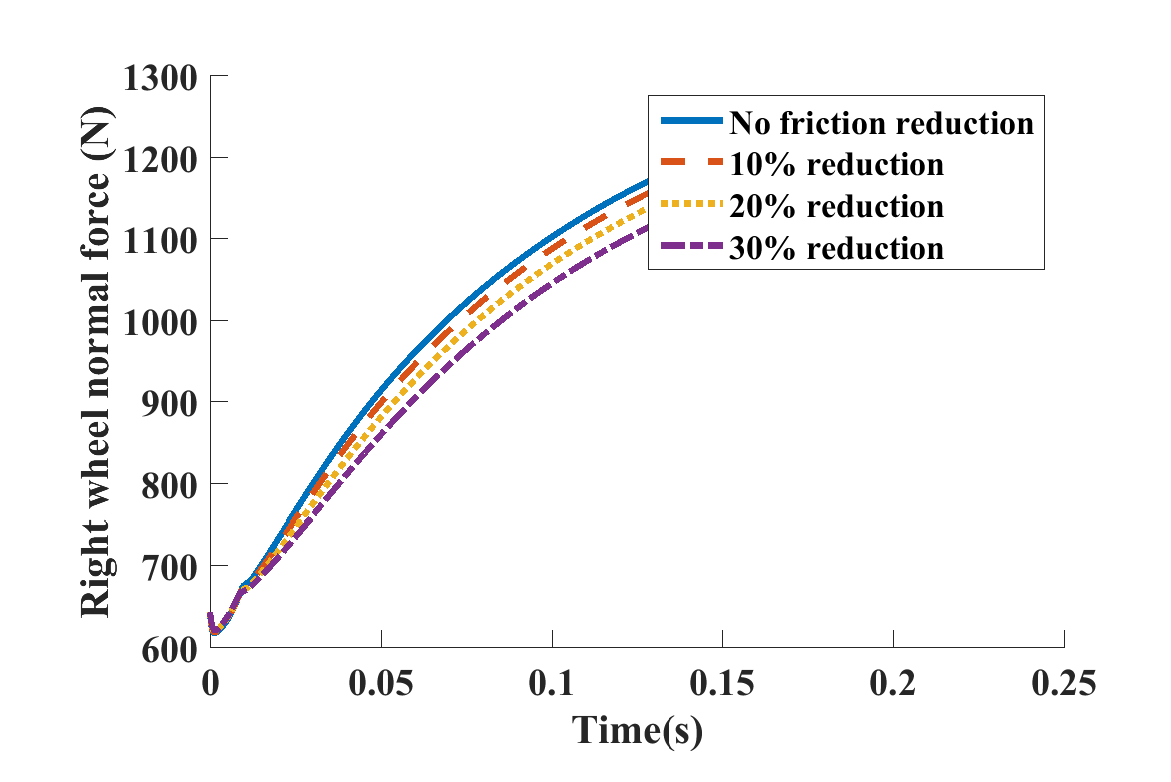 1300
1200
1100
1000
900
800
700
600
Right wheel normal force (N)
No friction reduction
10% reduction
20% reduction
30% reduction
0 0.05 0.1 0.15 0.2 0.25
Time(s)